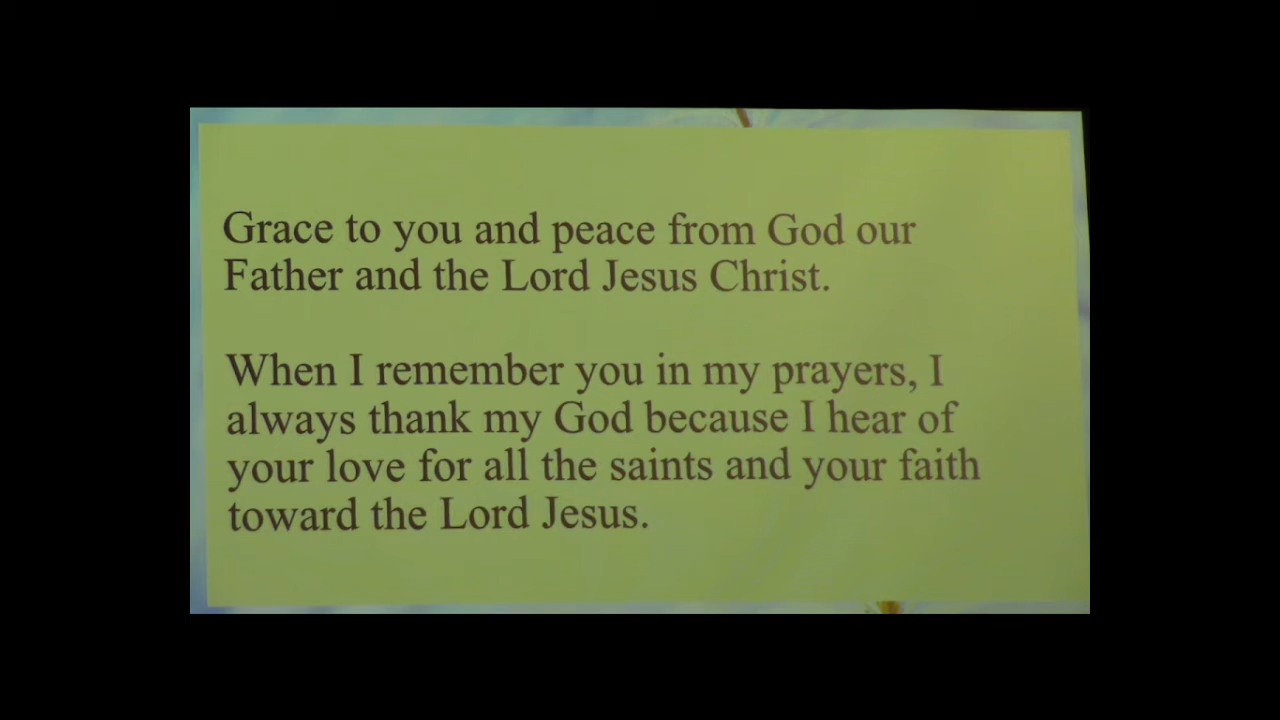 Grace to you and peace from God our
Father and the Lord Jesus Christ.
When I remember you in my prayers, I
always thank my God because I hear of
your love for all the saints and your faith
toward the Lord Jesus.